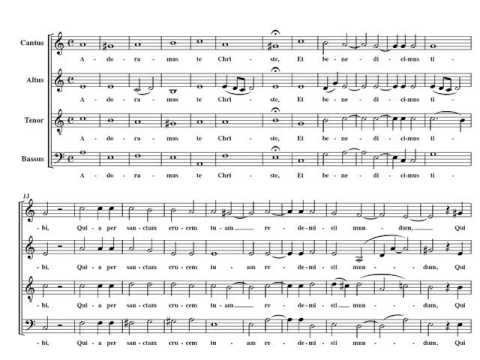 Cantus
A - do - ra - mus te Chri - ste, Et be - ne - di - ci-mus ti -
Altus
A - do - ra - mus te Chri - ste, Et be - ne - di - ci-mus ti -
Tenor
A - do - ra - mus te Chri - ste, Et be - ne - di - ci-mus ti -
Bassus
A - do - ra - mus te Chri - ste, Et be - ne - di - ci-mus ti -
- bi, Qui - a per san - ctam cru - cem tu - am re - de - mi - sti mun - dum, Qui
- bi, Qui - a per san - ctam cru - cem tu - am re - de - mi - sti mun - dum, Qui
- bi, Qui - a per san - ctam cru - cem tu - am re - de - mi - sti mun - dum, Qui
- bi, Qui - a per san - ctam cru - cem tu - am re - de - mi - sti mun - dum, Qui